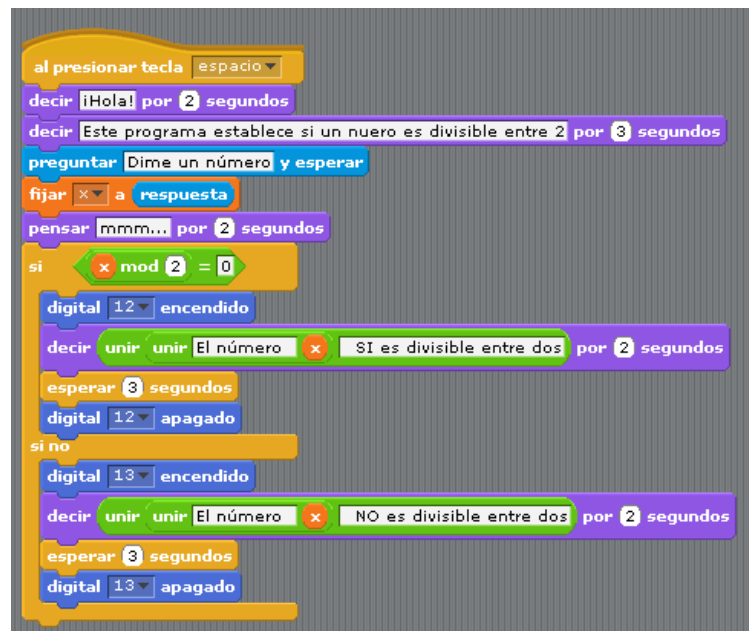 al presionar tecla espacio
decir ¡Hola! por 2 segundos
decir Este programa establece si un nuero es divisible entre 2 por 3 segundos
preguntar Dime un número y esperar
fijar x a respuesta
pensar mmm... por 2 segundos
si x mod 2 = 0
digital 12 encendido
decir unir unir El número x SI es divisible entre dos por 2 segundos
esperar 3 segundos
digital 12 apagado
si no
digital 13 encendido
decir unir unir El número x NO es divisible entre dos por 2 segundos
esperar 3 segundos
digital 13 apagado